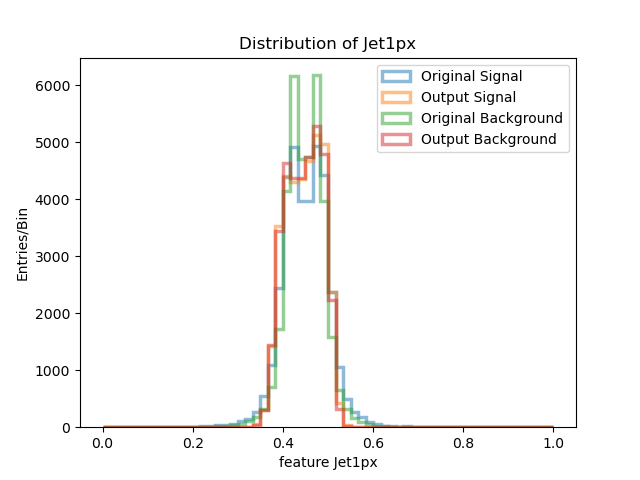 Distribution of Jet1px
Original Signal
Output Signal
Original Background
Output Background
Entries/Bin
6000
5000
4000
3000
2000
1000
0
0.0 0.2 0.4 0.6 0.8 1.0
feature Jet1px